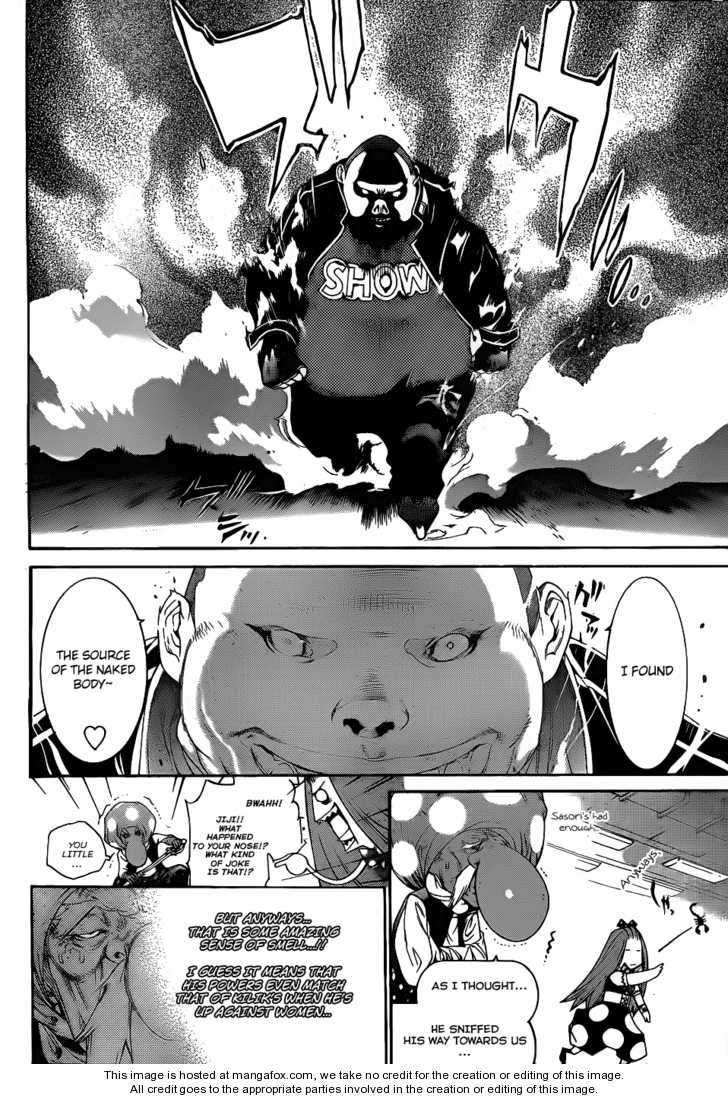 SHOW
I FOUND
THE SOURCE
OF THE NAKED
BODY~
BWAHH!
JIJI!!
WHAT
HAPPENED
TO YOUR NOSE!?
WHAT KIND
OF JOKE
IS THAT!?
YOU
LITTLE
...
Sasori's had
enough...
Anyways,
AS I THOUGHT...
HE SNIFFED
HIS WAY TOWARDS US
...
BUT ANYWAYS...
THAT IS SOME AMAZING
SENSE OF SMELL...!!
I GUESS IT MEANS THAT
HIS POWERS EVEN MATCH
THAT OF KILIK'S WHEN HE'S
UP AGAINST WOMEN...
This image is hosted at mangafox.com, we take no credit for the creation or editing of this image.
All credit goes to the appropriate parties involved in the creation or editing of this image.